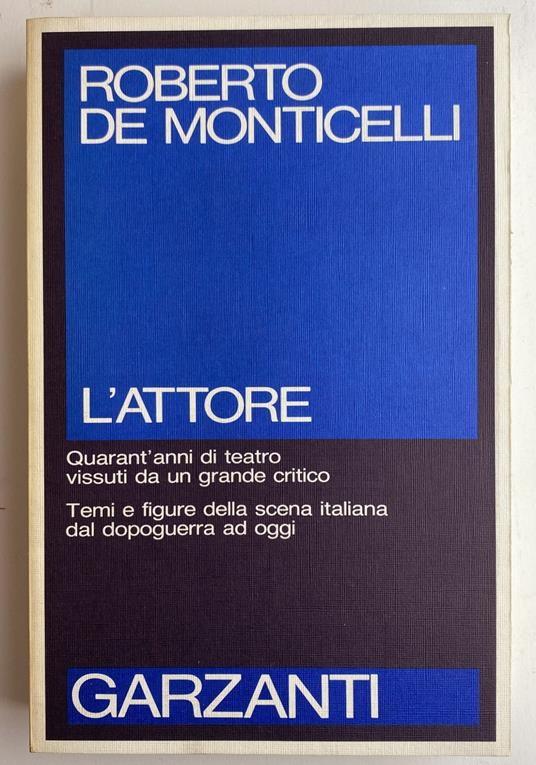 ROBERTO
DE MONTICELLI
L'ATTORE
Quarant'anni di teatro
vissuti da un grande critico
Temi e figure della scena italiana
dal dopoguerra ad oggi
GARZANTI